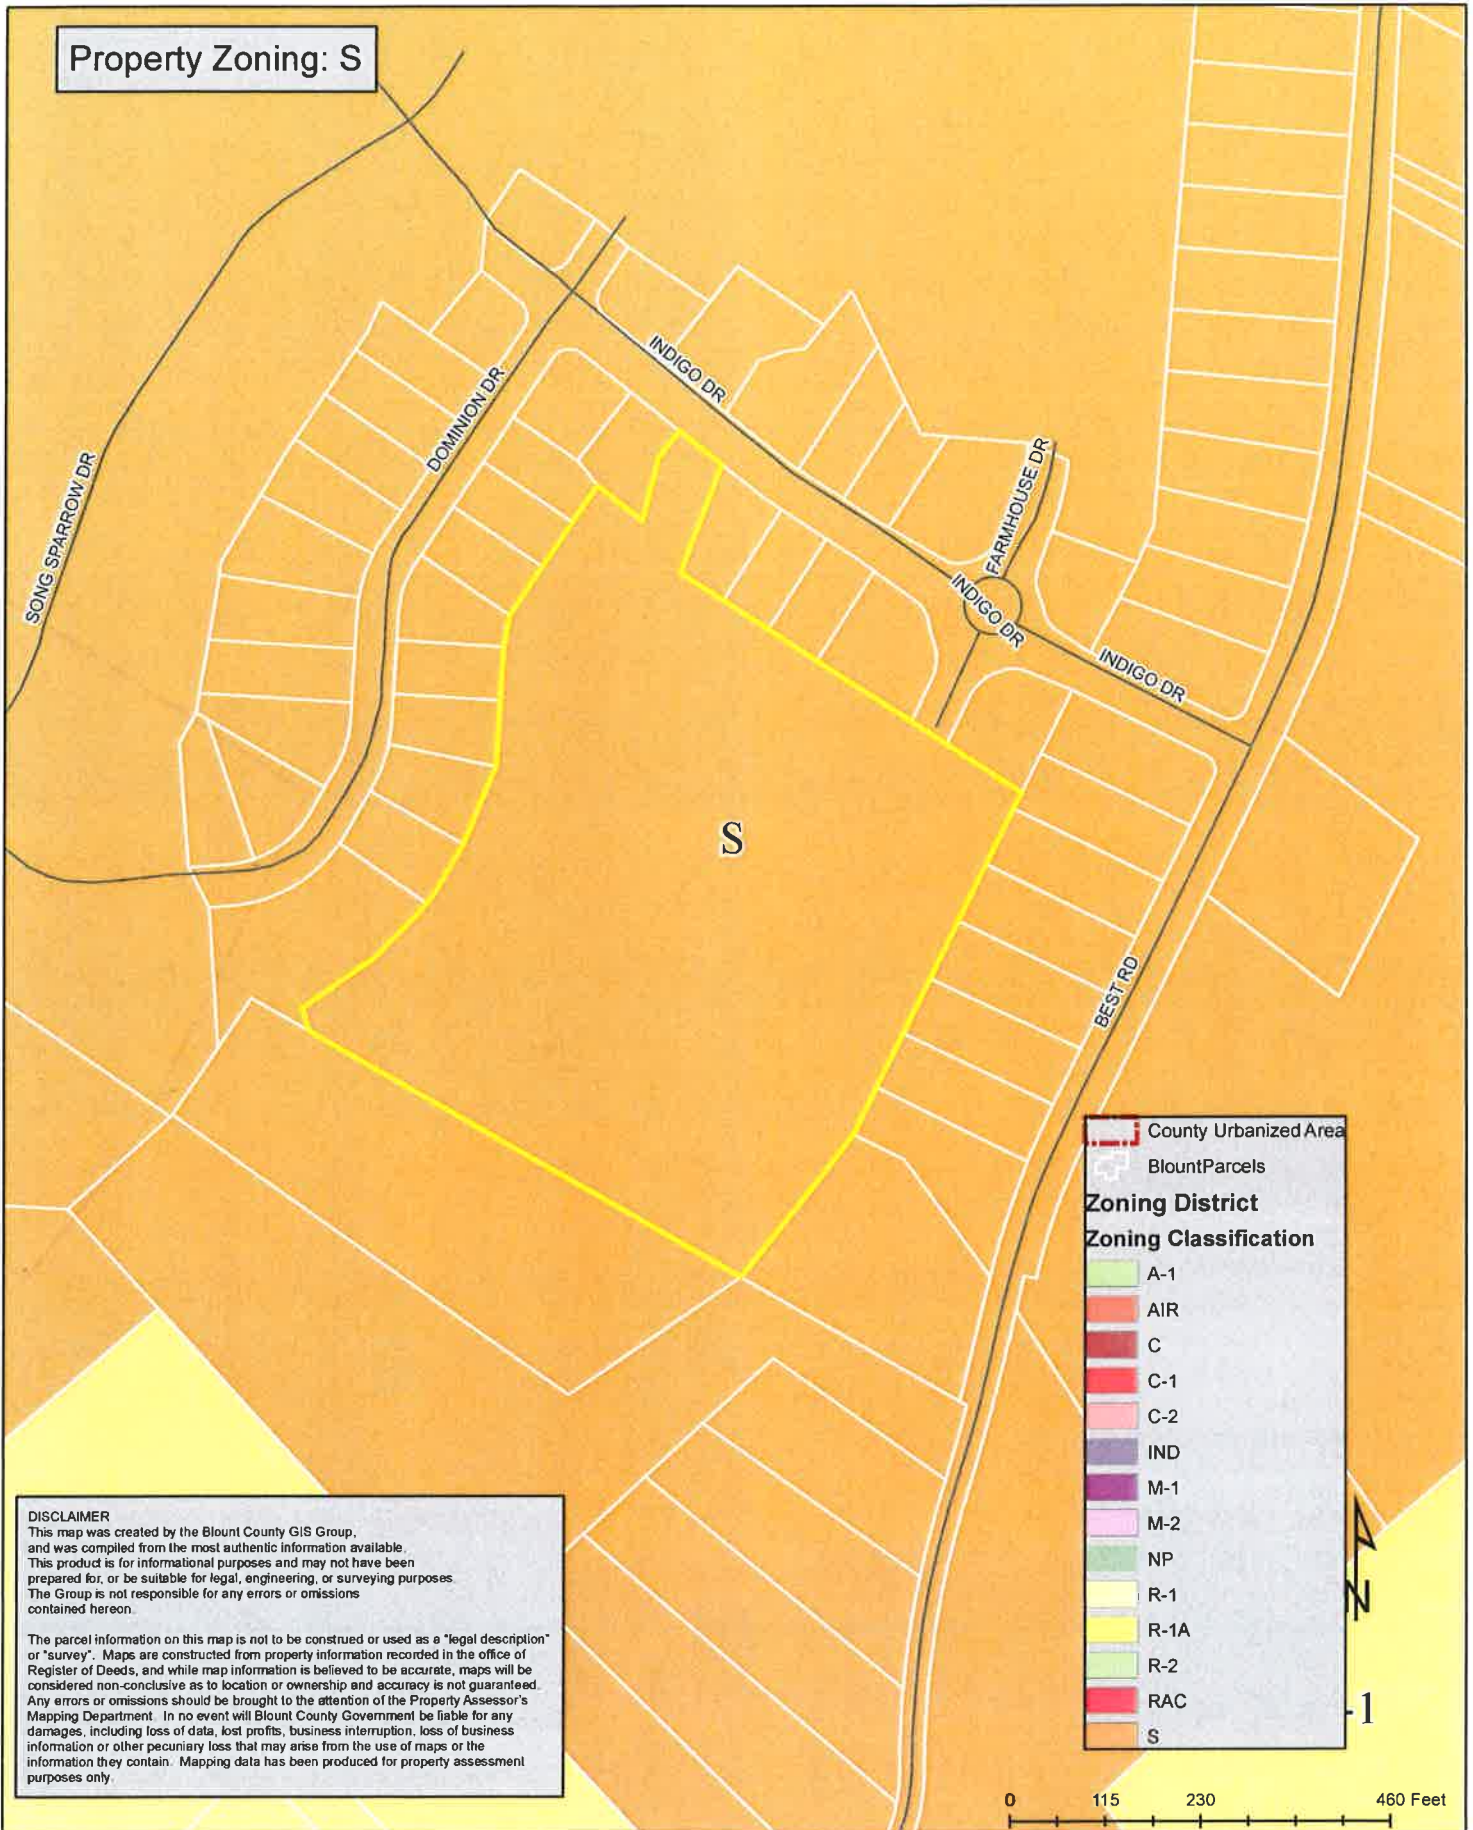 Property Zoning: S
SONG SPARROW DR
DOMINION DR
INDIGO DR
FARMHOUSE DR
INDIGO DR
INDIGO DR
S
BEST RD
County Urbanized Area
BlountParcels
Zoning District
Zoning Classification
A-1
AIR
C
C-1
C-2
IND
M-1
M-2
NP
R-1
R-1A
R-2
RAC
S
N
-1
DISCLAIMER
This map was created by the Blount County GIS Group,
and was compiled from the most authentic information available.
This product is for informational purposes and may not have been
prepared for, or be suitable for legal, engineering, or surveying purposes.
The Group is not responsible for any errors or omissions
contained hereon.
The parcel information on this map is not to be construed or used as a "legal description"
or "survey". Maps are constructed from property information recorded in the office of
Register of Deeds, and while map information is believed to be accurate, maps will be
considered non-conclusive as to location or ownership and accuracy is not guaranteed.
Any errors or omissions should be brought to the attention of the Property Assessor's
Mapping Department. In no event will Blount County Government be liable for any
damages, including loss of data, lost profits, business interruption, loss of business
information or other pecuniary loss that may arise from the use of maps or the
information they contain. Mapping data has been produced for property assessment
purposes only.
0 115 230 460 Feet